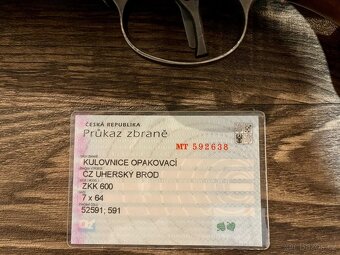 ČESKÁ REPUBLIKA
Průkaz zbraně
MT 592638
KULOVNICE OPAKOVACÍ
CZ UHERSKÝ BROD
ZKK 600
7 x 64
52591; 591